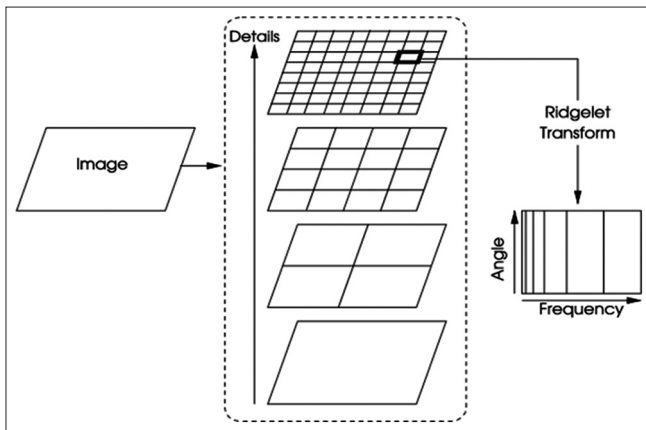 Details
Image
Ridgelet
Transform
Angle
Frequency